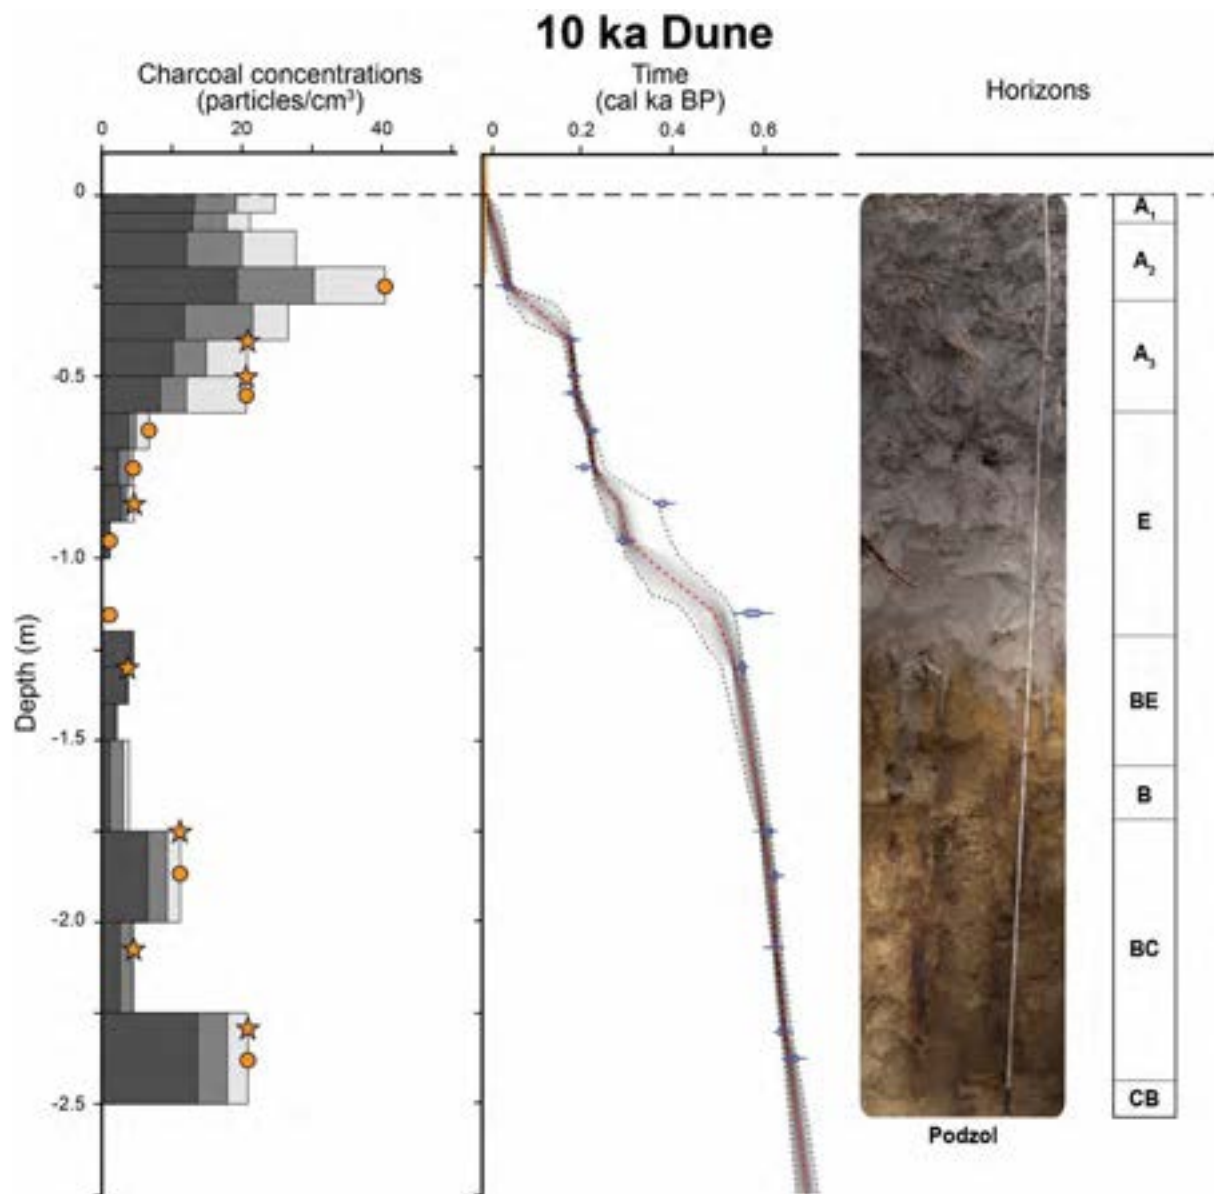 10 ka Dune
Charcoal concentrations
(particles/cm³)
0 20 40
Time
(cal ka BP)
0 0.2 0.4 0.6
Horizons
Depth (m)
0
-0.5
-1.0
-1.5
-2.0
-2.5
A₁
A₂
A₃
E
BE
B
BC
CB
Podzol